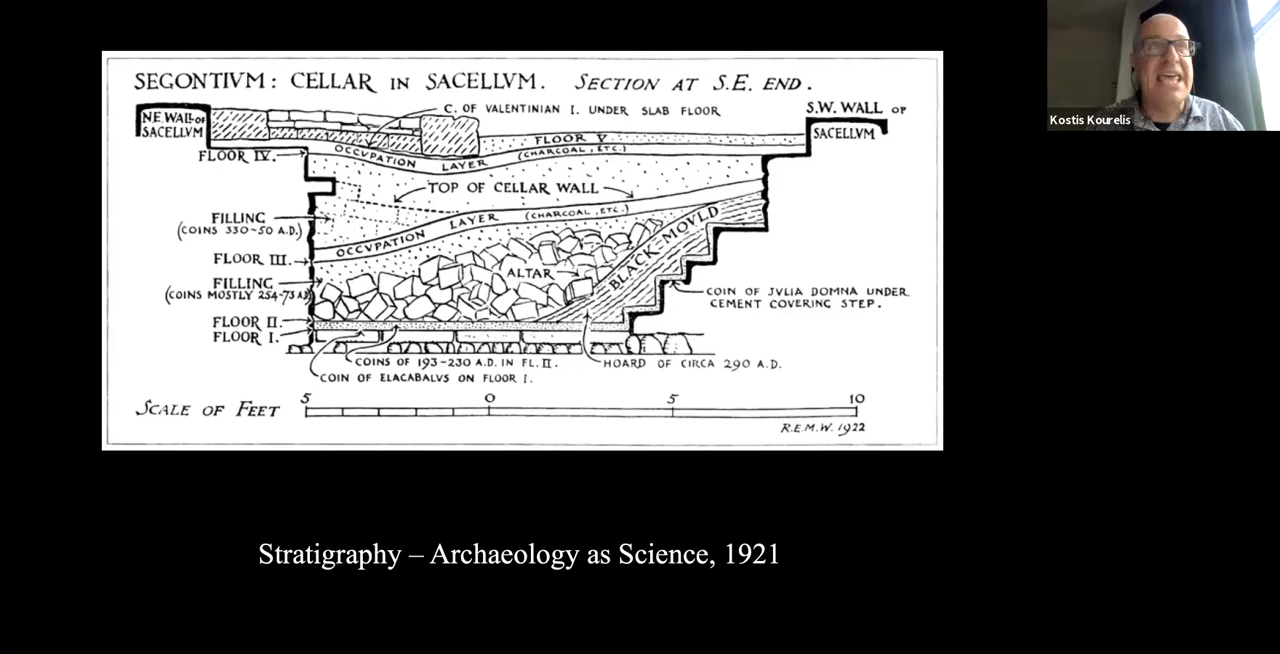 SEGONTIVM: CELLAR IN SACELLVM. SECTION AT S.E. END.
C. OF VALENTINIAN I. UNDER SLAB FLOOR
N.E. WALL OF
SACELLVM
S.W. WALL OF
SACELLVM
FLOOR V
FLOOR IV.
OCCVPATION LAYER (CHARCOAL, ETC.)
TOP OF CELLAR WALL
FILLING
(COINS 330-50 A.D.)
OCCVPATION LAYER (CHARCOAL, ETC.)
FLOOR III.
BLACK-MOVLD
ALTAR
FILLING
(COINS MOSTLY 254-73 A.D.)
COIN OF JVLIA DOMNA UNDER
CEMENT COVERING STEP.
FLOOR II.
FLOOR I.
COINS OF 193-230 A.D. IN FL. II.
HOARD OF CIRCA 290 A.D.
COIN OF ELACABALVS ON FLOOR I.
SCALE OF FEET
5 0 5 10
R.E.M.W. 1922
Stratigraphy – Archaeology as Science, 1921
Kostis Kourelis